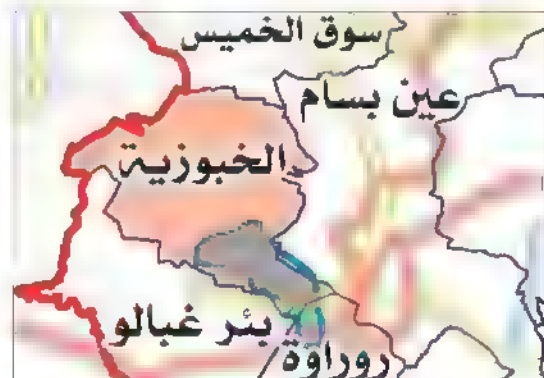 سوق الخميس
عين بسام
الخبوزية
بئر غبالو
روراوة